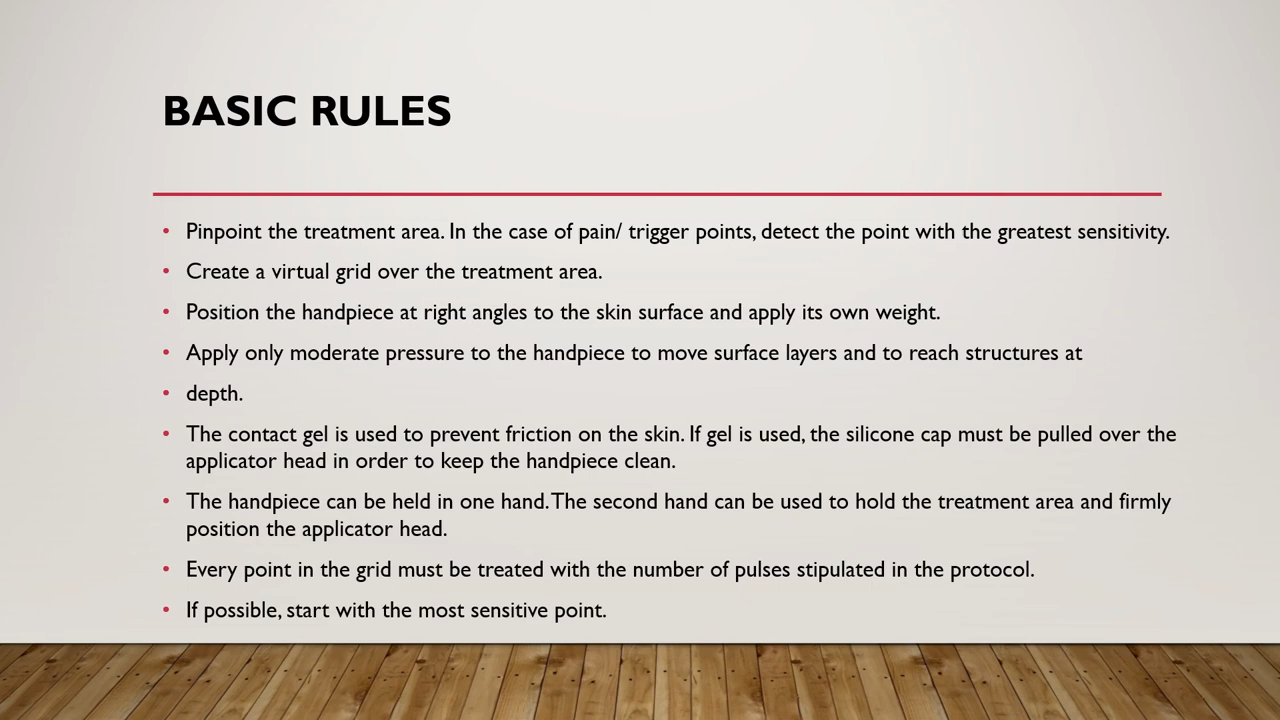 BASIC RULES
• Pinpoint the treatment area. In the case of pain/ trigger points, detect the point with the greatest sensitivity.
• Create a virtual grid over the treatment area.
• Position the handpiece at right angles to the skin surface and apply its own weight.
• Apply only moderate pressure to the handpiece to move surface layers and to reach structures at
• depth.
• The contact gel is used to prevent friction on the skin. If gel is used, the silicone cap must be pulled over the
applicator head in order to keep the handpiece clean.
• The handpiece can be held in one hand. The second hand can be used to hold the treatment area and firmly
position the applicator head.
• Every point in the grid must be treated with the number of pulses stipulated in the protocol.
• If possible, start with the most sensitive point.